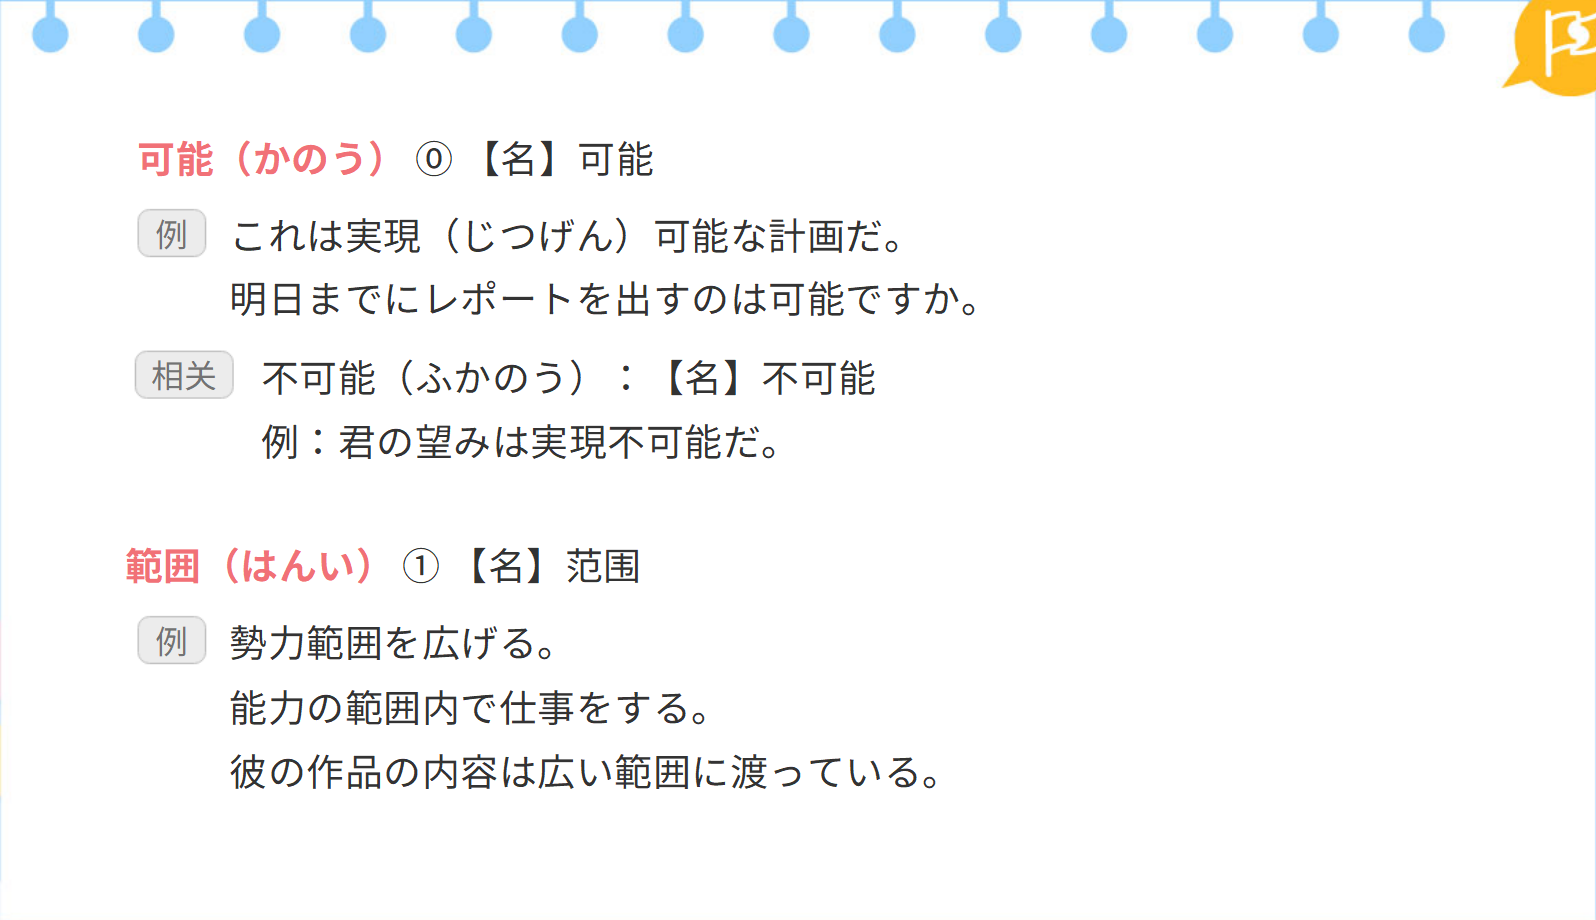 可能（かのう） ⓪ 【名】可能
例 これは実現（じつげん）可能な計画だ。
明日までにレポートを出すのは可能ですか。
相关 不可能（ふかのう）：【名】不可能
例：君の望みは実現不可能だ。
範囲（はんい） ① 【名】范围
例 勢力範囲を広げる。
能力の範囲内で仕事をする。
彼の作品の内容は広い範囲に渡っている。